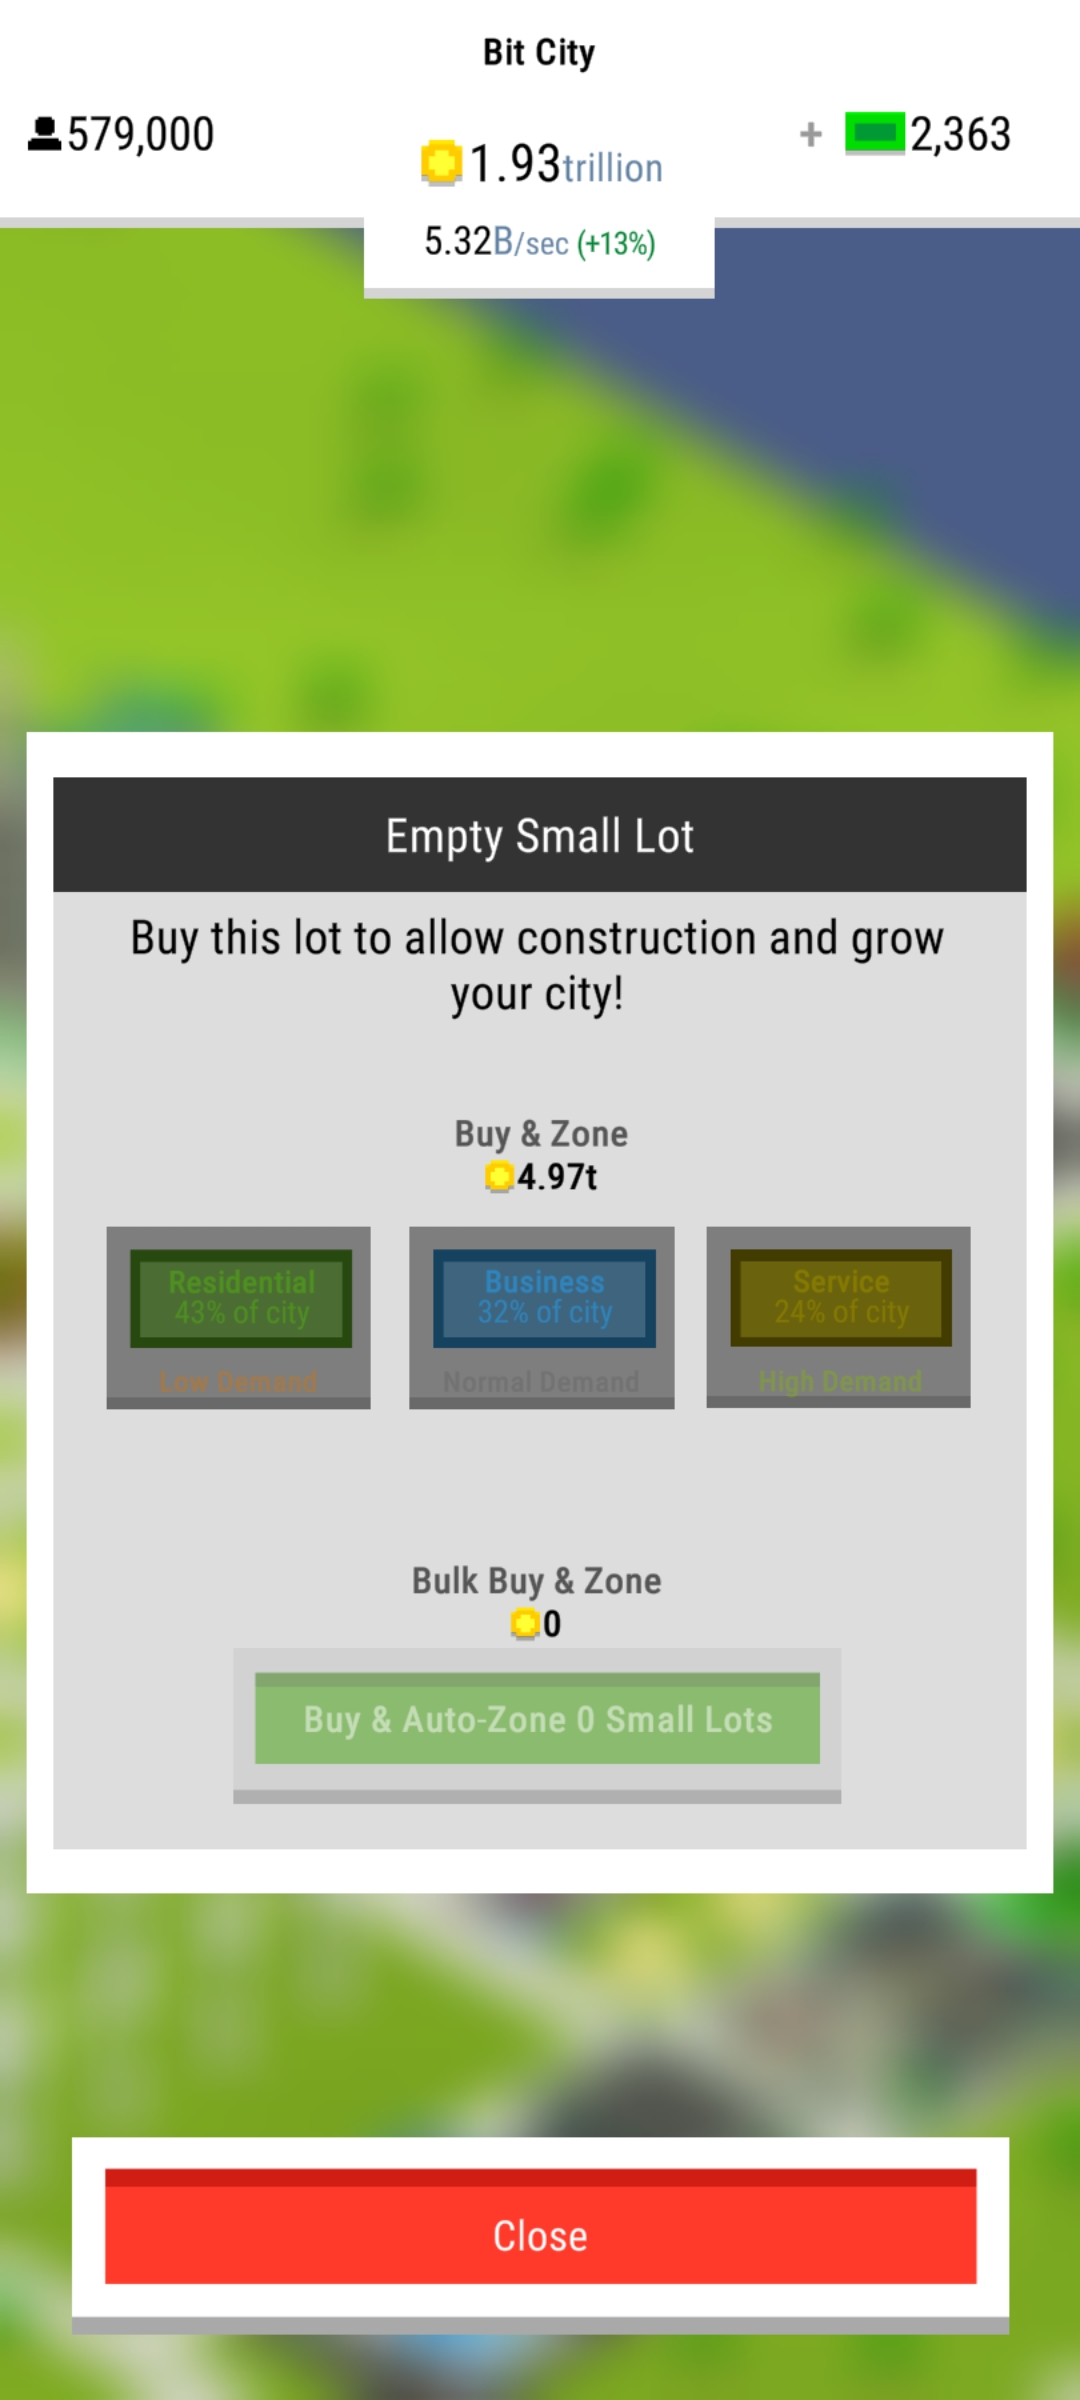 Bit City
579,000
1.93trillion
+ 2,363
5.32B/sec (+13%)
Empty Small Lot
Buy this lot to allow construction and grow
your city!
Buy & Zone
4.97t
Residential
43% of city
Low Demand
Business
32% of city
Normal Demand
Service
24% of city
High Demand
Bulk Buy & Zone
0
Buy & Auto-Zone 0 Small Lots
Close